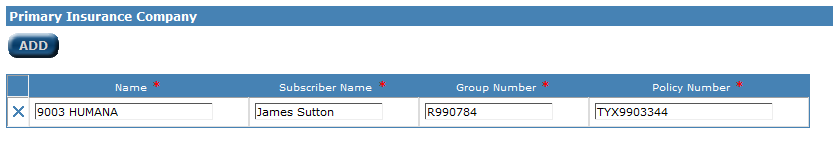 Primary Insurance Company
ADD
Name * Subscriber Name * Group Number * Policy Number *
9003 HUMANA James Sutton R990784 TYX9903344